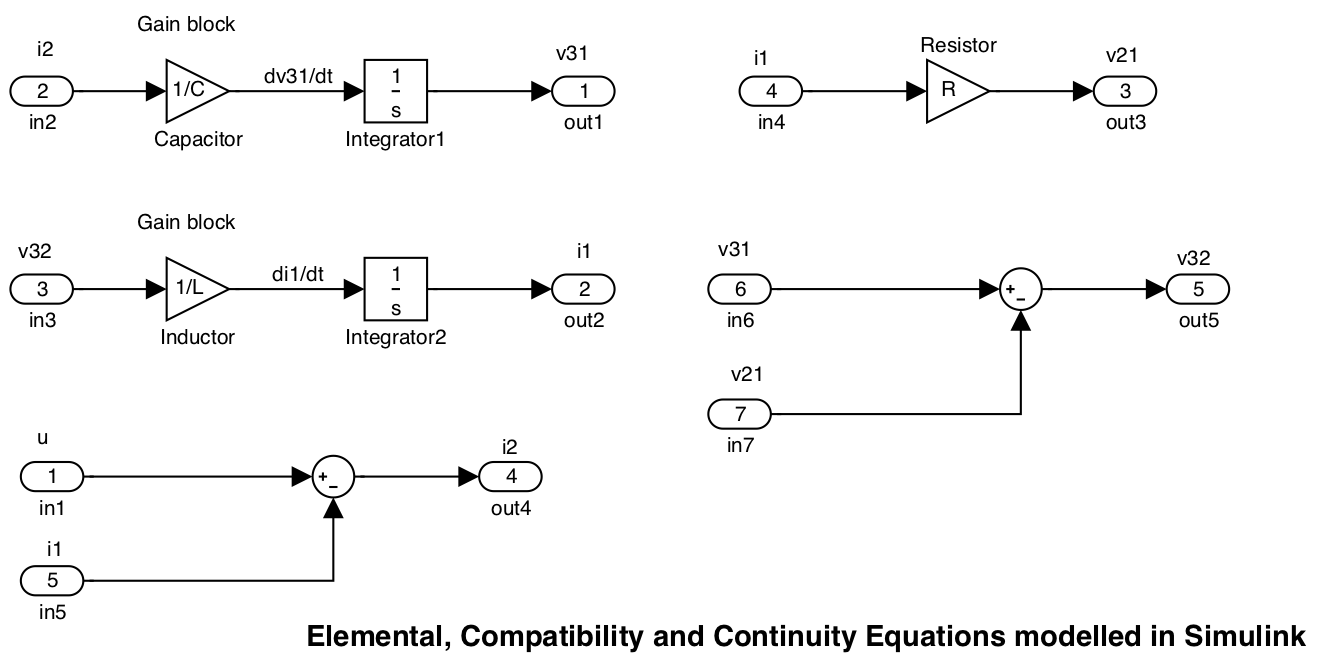 Gain block
i2
2
in2
1/C
Capacitor
dv31/dt
1
s
Integrator1
v31
1
out1
i1
4
in4
Resistor
R
v21
3
out3
Gain block
v32
3
in3
1/L
Inductor
di1/dt
1
s
Integrator2
i1
2
out2
v31
6
in6
+
−
v32
5
out5
v21
7
in7
u
1
in1
+
−
i2
4
out4
i1
5
in5
Elemental, Compatibility and Continuity Equations modelled in Simulink